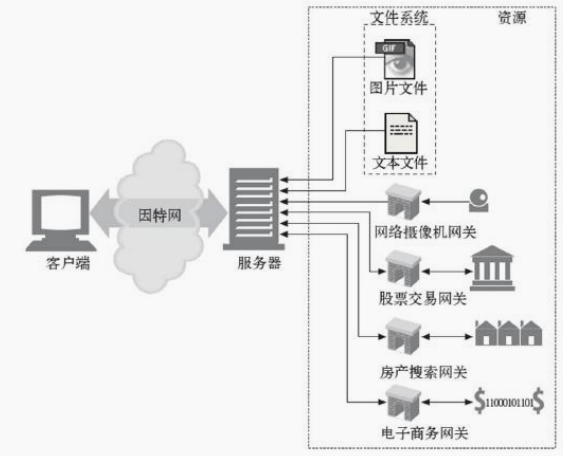 文件系统
资源
GIF
图片文件
文本文件
因特网
客户端
服务器
网络摄像机网关
股票交易网关
房产搜索网关
$11000101101$
电子商务网关